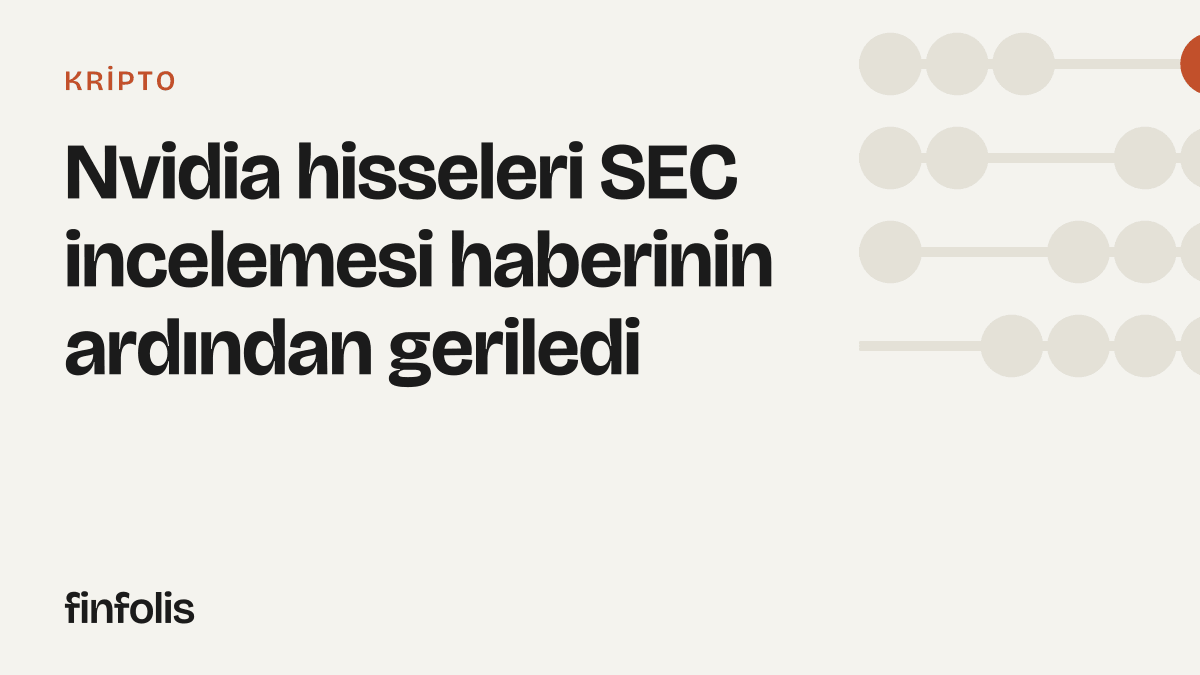 KRİPTO
Nvidia hisseleri SEC
incelemesi haberinin
ardından geriledi
finfolis